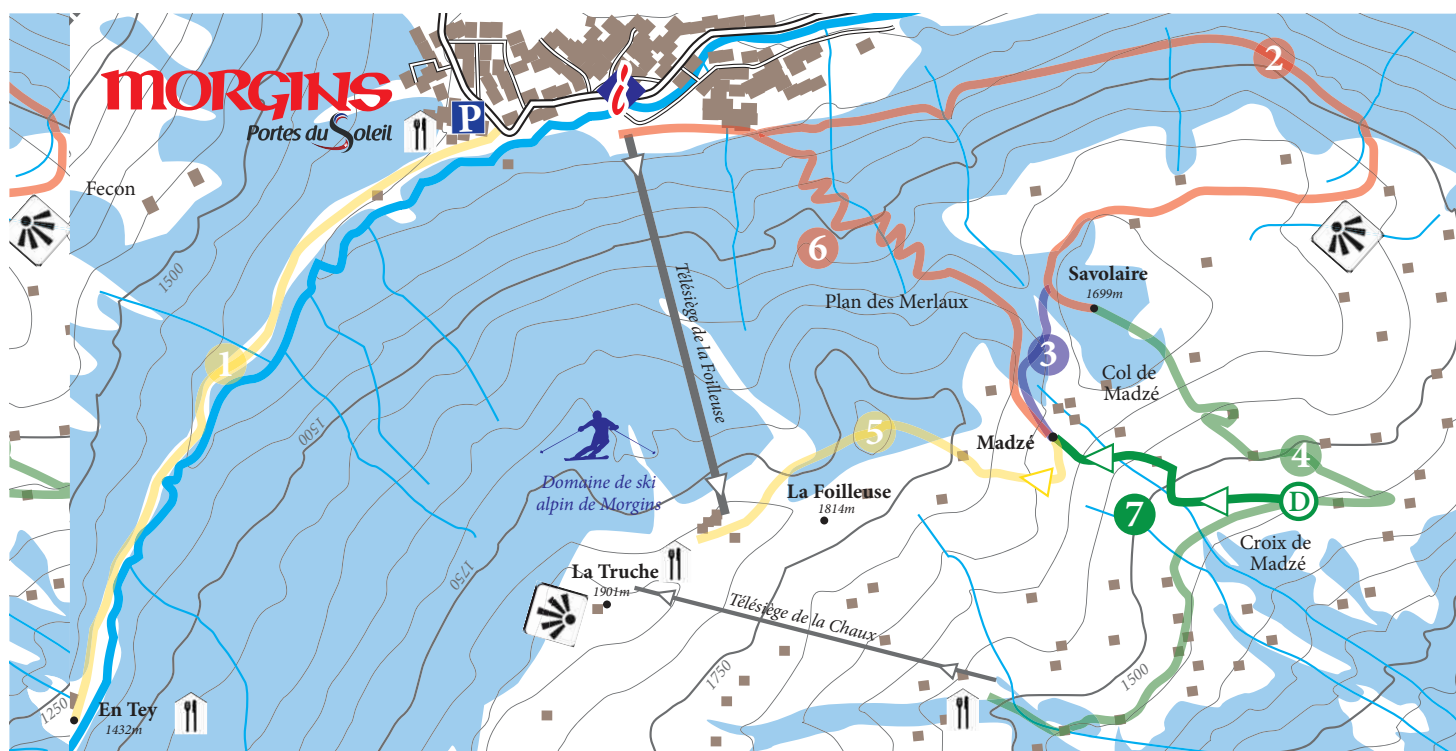 MORGINS
Portes du Soleil
P
i
2
Fecon
1500
6
Savolaire
1699m
Télésiège de la Foilleuse
Plan des Merlaux
1
3
Col de
Madzé
1500
5
Madzé
4
Domaine de ski
alpin de Morgins
La Foilleuse
1814m
7
D
Croix de
Madzé
1750
La Truche
1901m
Télésiège de la Chaux
1750
1500
1250
En Tey
1432m